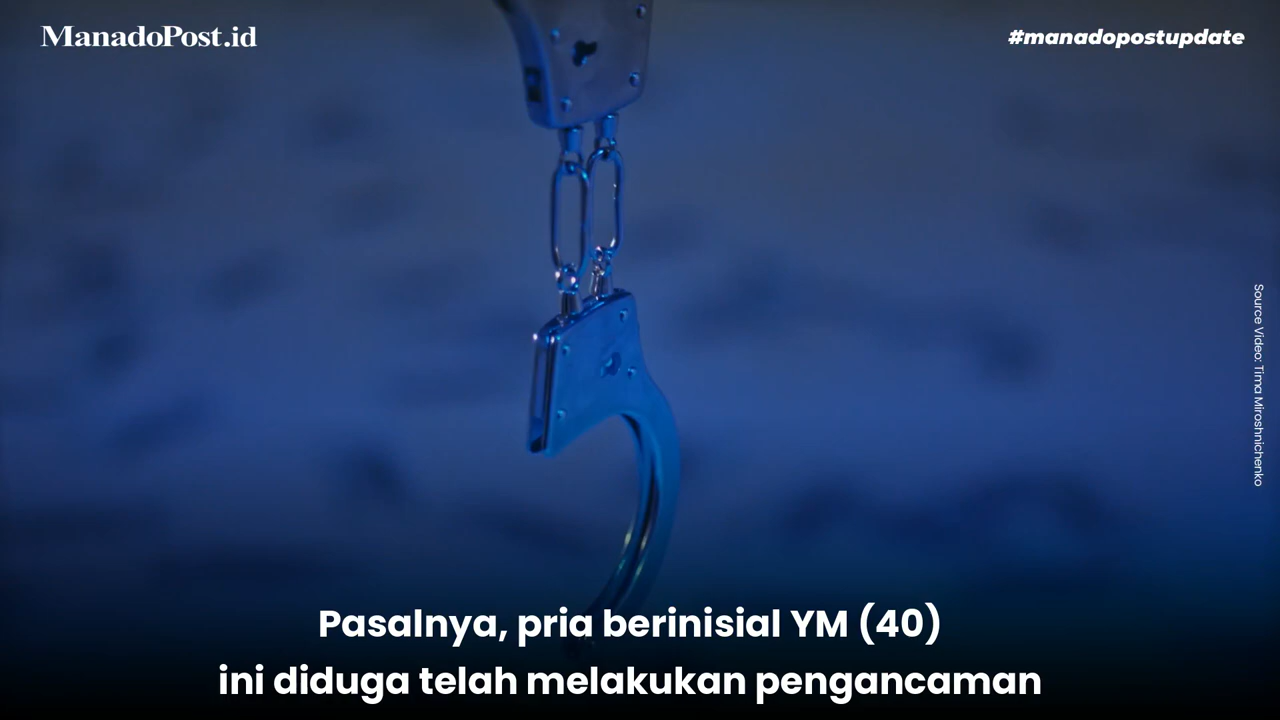 ManadoPost.id
#manadopostupdate
Source Video: Tima Miroshnichenko
Pasalnya, pria berinisial YM (40)
ini diduga telah melakukan pengancaman